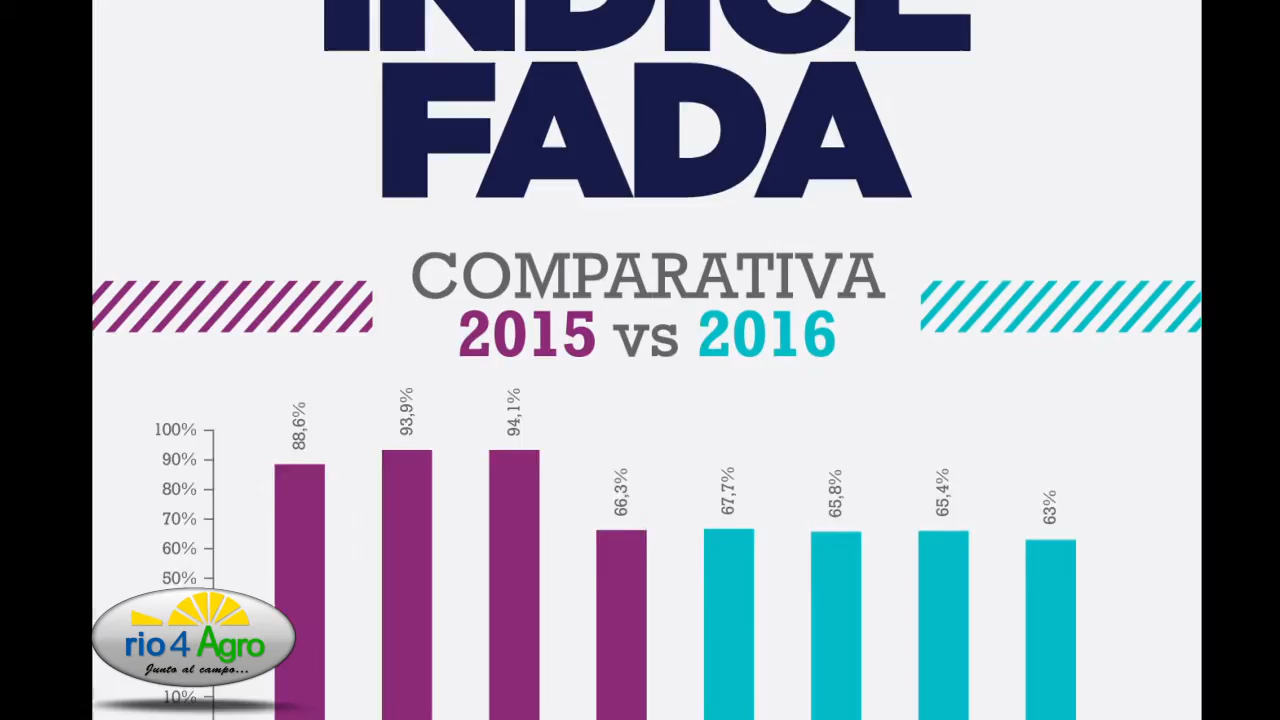 ÍNDICE
FADA
COMPARATIVA
2015 vs 2016
88,6%
93,9%
94,1%
66,3%
67,7%
65,8%
65,4%
63%
100%
90%
80%
70%
60%
50%
10%
rio 4 Agro
Junto al campo...